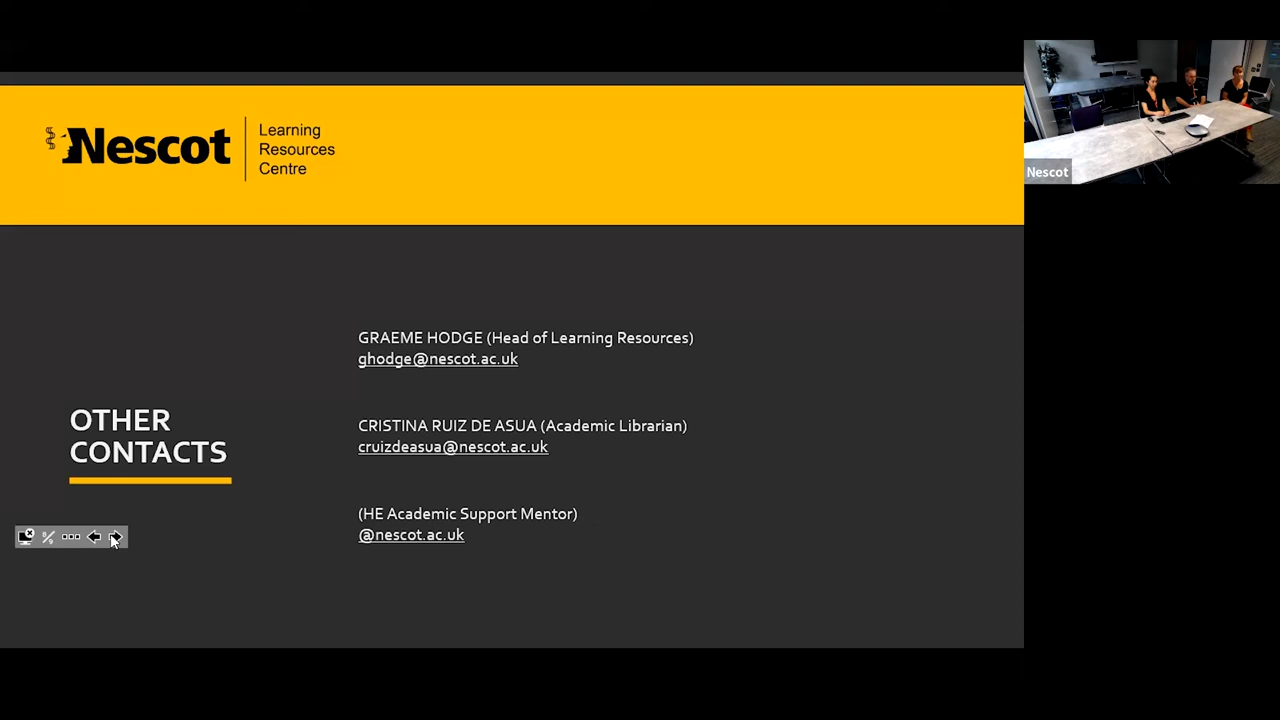 Nescot
Learning
Resources
Centre
Nescot
GRAEME HODGE (Head of Learning Resources)
ghodge@nescot.ac.uk
OTHER
CONTACTS
CRISTINA RUIZ DE ASUA (Academic Librarian)
cruizdeasua@nescot.ac.uk
(HE Academic Support Mentor)
@nescot.ac.uk